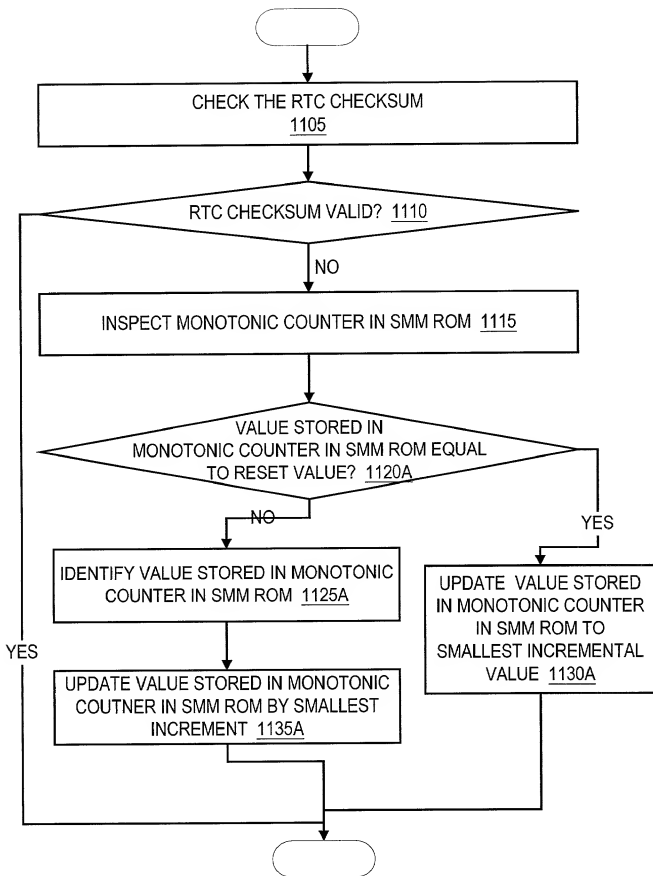 CHECK THE RTC CHECKSUM
1105
RTC CHECKSUM VALID? 1110
NO
INSPECT MONOTONIC COUNTER IN SMM ROM 1115
VALUE STORED IN
MONOTONIC COUNTER IN SMM ROM EQUAL
TO RESET VALUE? 1120A
NO
YES
IDENTIFY VALUE STORED IN MONOTONIC
COUNTER IN SMM ROM 1125A
UPDATE VALUE STORED
IN MONOTONIC COUNTER
IN SMM ROM TO
SMALLEST INCREMENTAL
VALUE 1130A
YES
UPDATE VALUE STORED IN MONOTONIC
COUTNER IN SMM ROM BY SMALLEST
INCREMENT 1135A